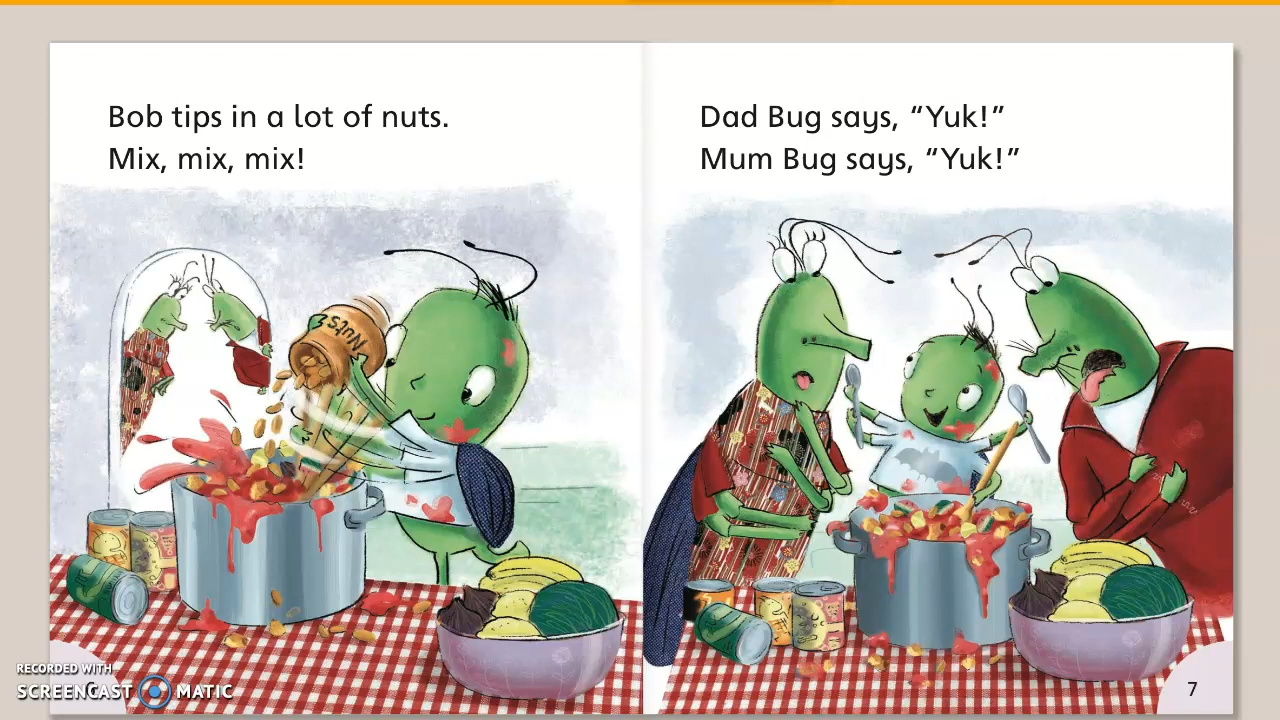 Bob tips in a lot of nuts.
Mix, mix, mix!
Nuts
Dad Bug says, “Yuk!”
Mum Bug says, “Yuk!”
7
RECORDED WITH
SCREENCAST MATIC